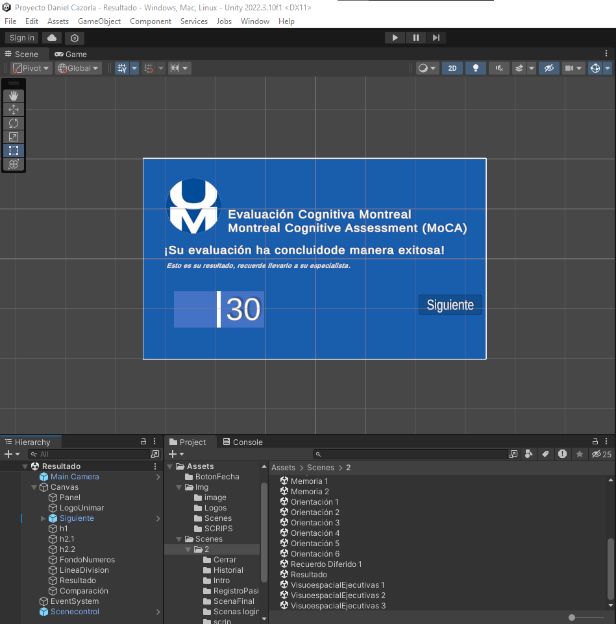 Proyecto Daniel Cazorla - Resultado - Windows, Mac, Linux - Unity 2022.3.10f1 <DX11>
File Edit Assets GameObject Component Services Jobs Window Help
Sign in
Scene Game
Pivot Global 2D
UM
Evaluación Cognitiva Montreal
Montreal Cognitive Assessment (MoCA)
¡Su evaluación ha concluidode manera exitosa!
Esto es su resultado, recuerde llevarlo a su especialista.
30
Siguiente
Hierarchy
All
Resultado
Main Camera
Canvas
Panel
LogoUnimar
Siguiente
h1
h2.1
h2.2
FondoNumeros
LineaDivision
Resultado
Comparación
EventSystem
Scenecontrol
Project Console
25
Assets
BotonFecha
Img
image
Logos
Scenes
SCRIPS
Scenes
2
Cerrar
Historial
Intro
RegistroPasi
ScenaFinal
Scenas login
scrip
Assets > Scenes > 2
Memoria 1
Memoria 2
Orientación 1
Orientación 2
Orientación 3
Orientación 4
Orientación 5
Orientación 6
Recuerdo DIferido 1
Resultado
VisuoespacialEjecutivas 1
VisuoespacialEjecutivas 2
VisuoespacialEjecutivas 3